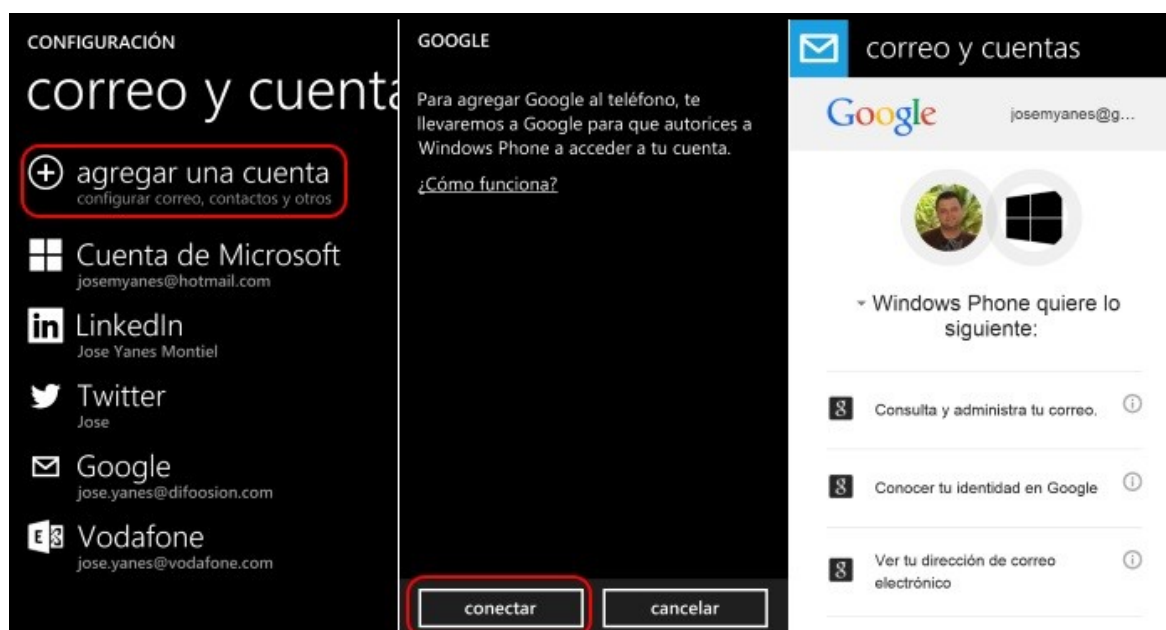 CONFIGURACIÓN
correo y cuenta
agregar una cuenta
configurar correo, contactos y otros
Cuenta de Microsoft
josemyanes@hotmail.com
in LinkedIn
Jose Yanes Montiel
Twitter
Jose
Google
jose.yanes@difoosion.com
Vodafone
jose.yanes@vodafone.com
GOOGLE
Para agregar Google al teléfono, te
llevaremos a Google para que autorices a
Windows Phone a acceder a tu cuenta.
¿Cómo funciona?
conectar cancelar
correo y cuentas
Google josemyanes@g...
Windows Phone quiere lo
siguiente:
Consulta y administra tu correo.
Conocer tu identidad en Google
Ver tu dirección de correo
electrónico